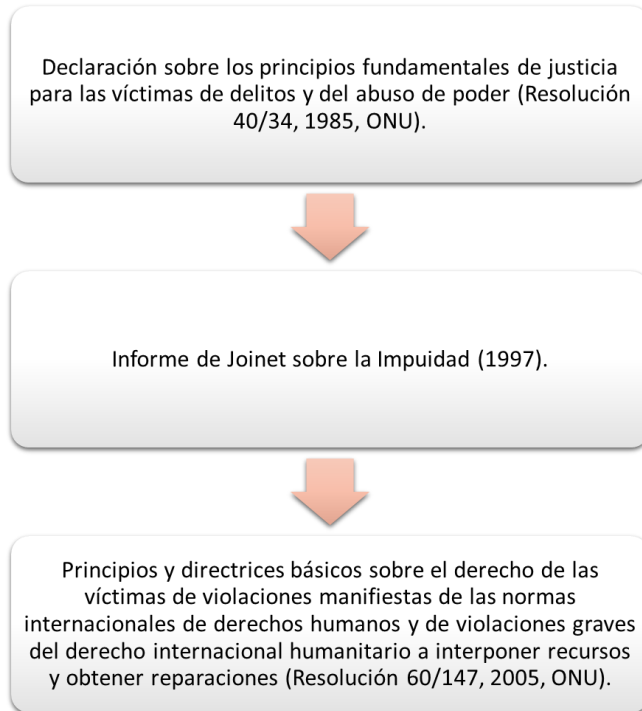 Declaración sobre los principios fundamentales de justicia
para las víctimas de delitos y del abuso de poder (Resolución
40/34, 1985, ONU).
Informe de Joinet sobre la Impuidad (1997).
Principios y directrices básicos sobre el derecho de las
víctimas de violaciones manifiestas de las normas
internacionales de derechos humanos y de violaciones graves
del derecho internacional humanitario a interponer recursos
y obtener reparaciones (Resolución 60/147, 2005, ONU).